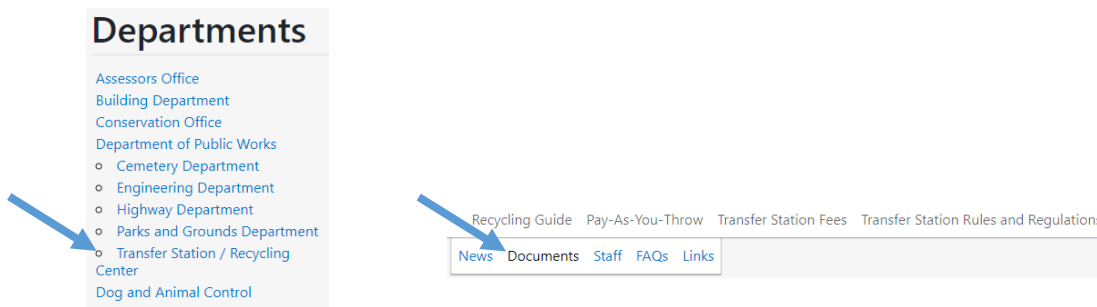 Departments
Assessors Office
Building Department
Conservation Office
Department of Public Works
Cemetery Department
Engineering Department
Highway Department
Parks and Grounds Department
Transfer Station / Recycling
Center
Dog and Animal Control
Recycling Guide Pay-As-You-Throw Transfer Station Fees Transfer Station Rules and Regulations
News Documents Staff FAQs Links